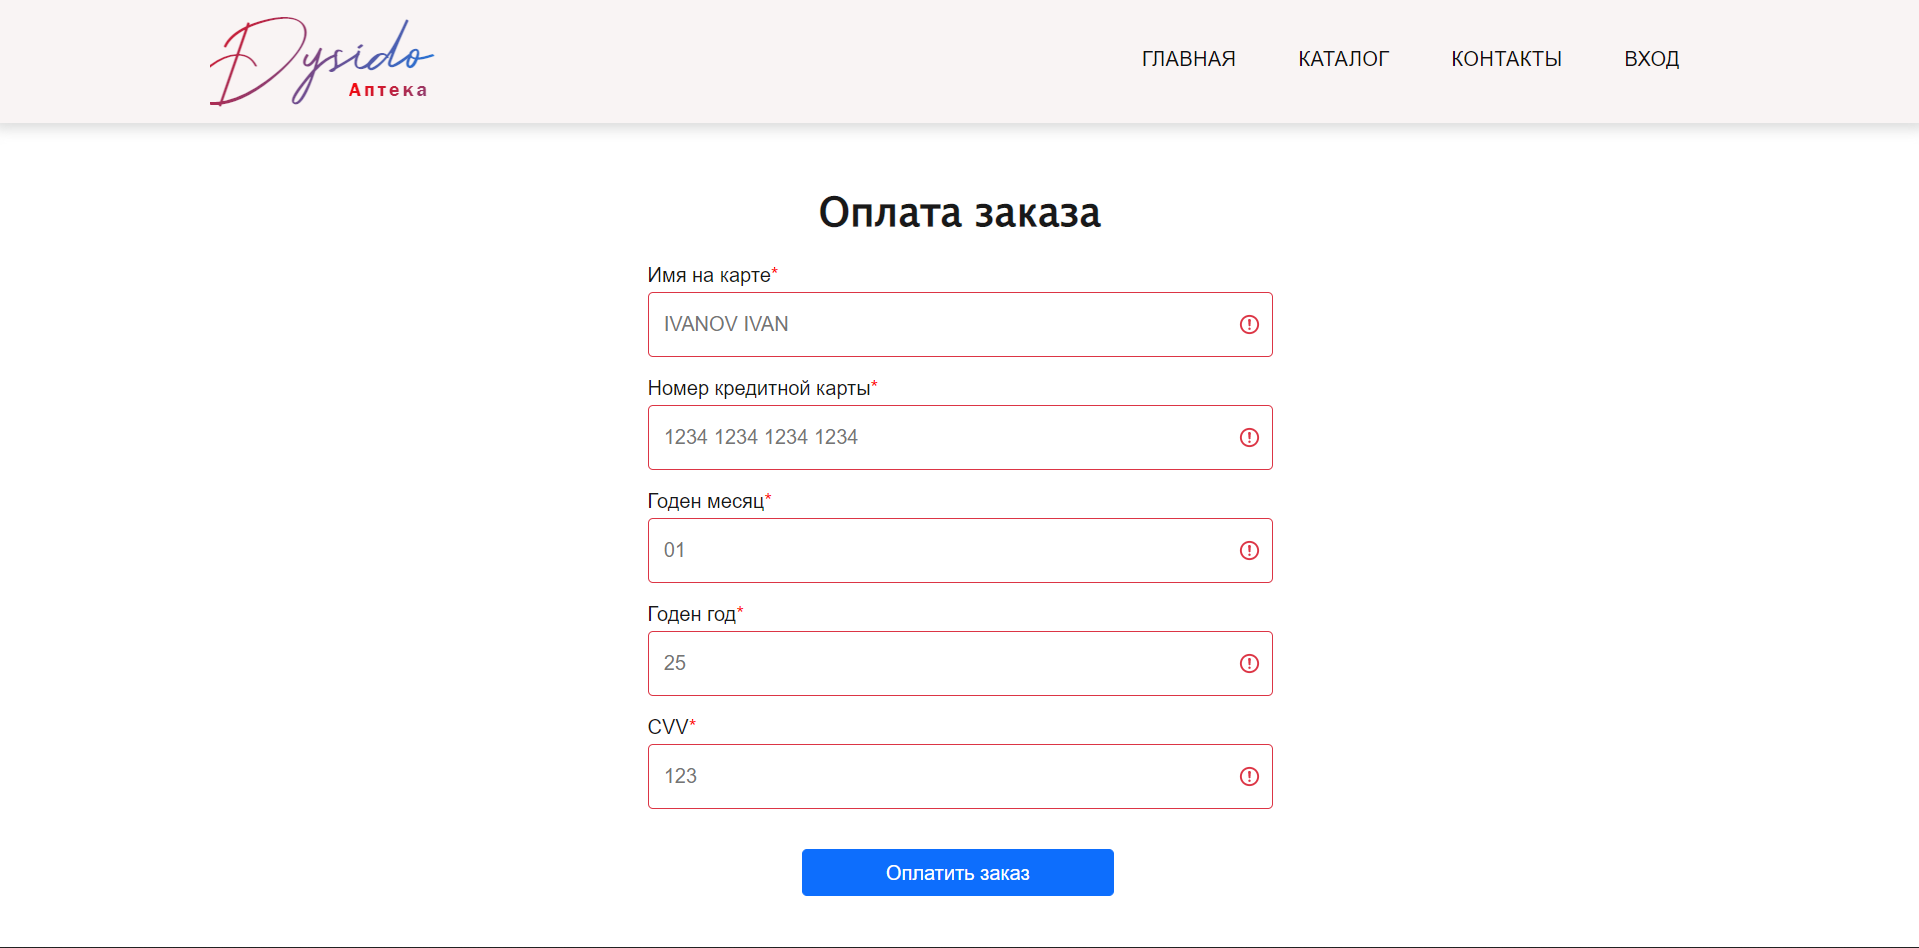 Dysido
Аптека
ГЛАВНАЯ КАТАЛОГ КОНТАКТЫ ВХОД
Оплата заказа
Имя на карте*
IVANOV IVAN
Номер кредитной карты*
1234 1234 1234 1234
Годен месяц*
01
Годен год*
25
CVV*
123
Оплатить заказ